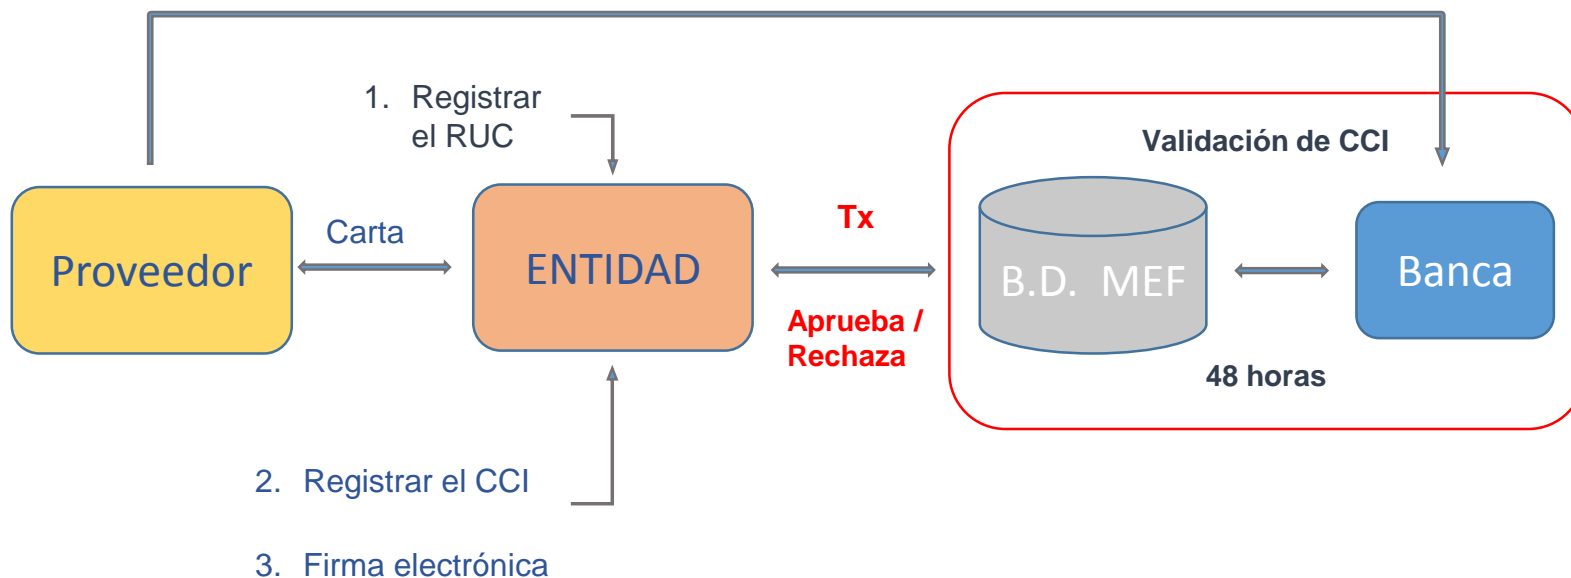 1. Registrar
el RUC
Validación de CCI
Proveedor
Carta
ENTIDAD
Tx
Aprueba /
Rechaza
B.D. MEF
Banca
48 horas
2. Registrar el CCI
3. Firma electrónica